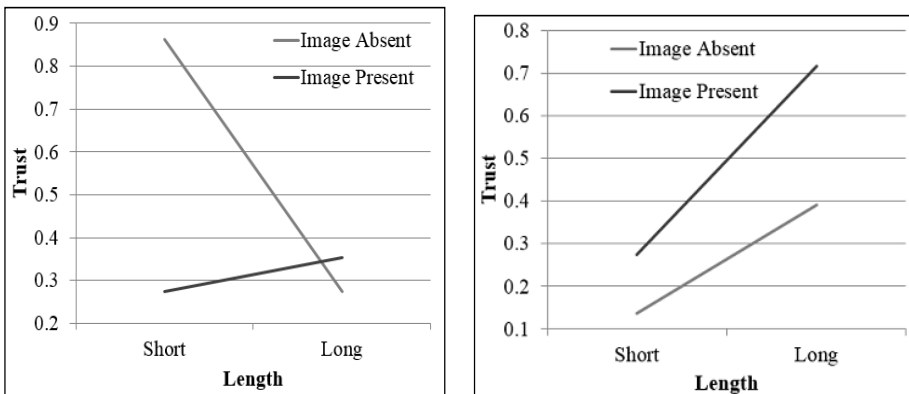 0.9
0.8
0.7
0.6
0.5
0.4
0.3
0.2
Trust
Image Absent
Image Present
Short Long
Length
0.8
0.7
0.6
0.5
0.4
0.3
0.2
0.1
Trust
Image Absent
Image Present
Short Long
Length